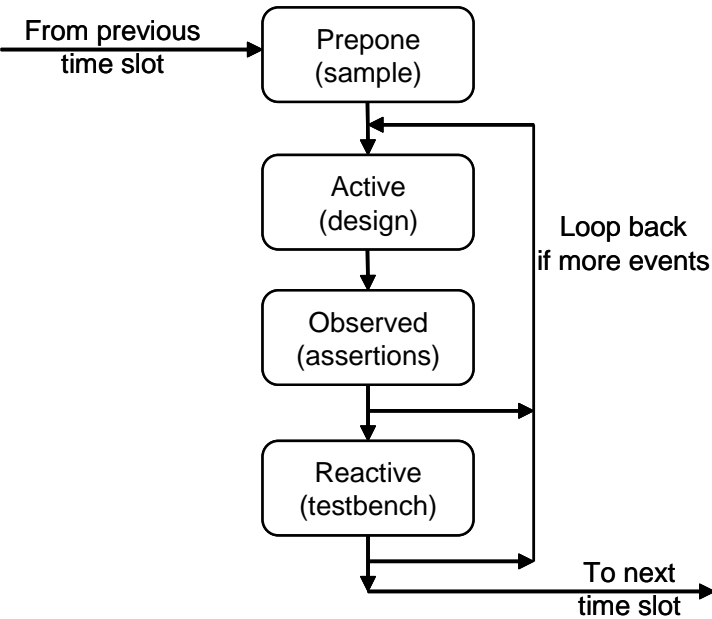 From previous
time slot
Prepone
(sample)
Active
(design)
Loop back
if more events
Observed
(assertions)
Reactive
(testbench)
To next
time slot